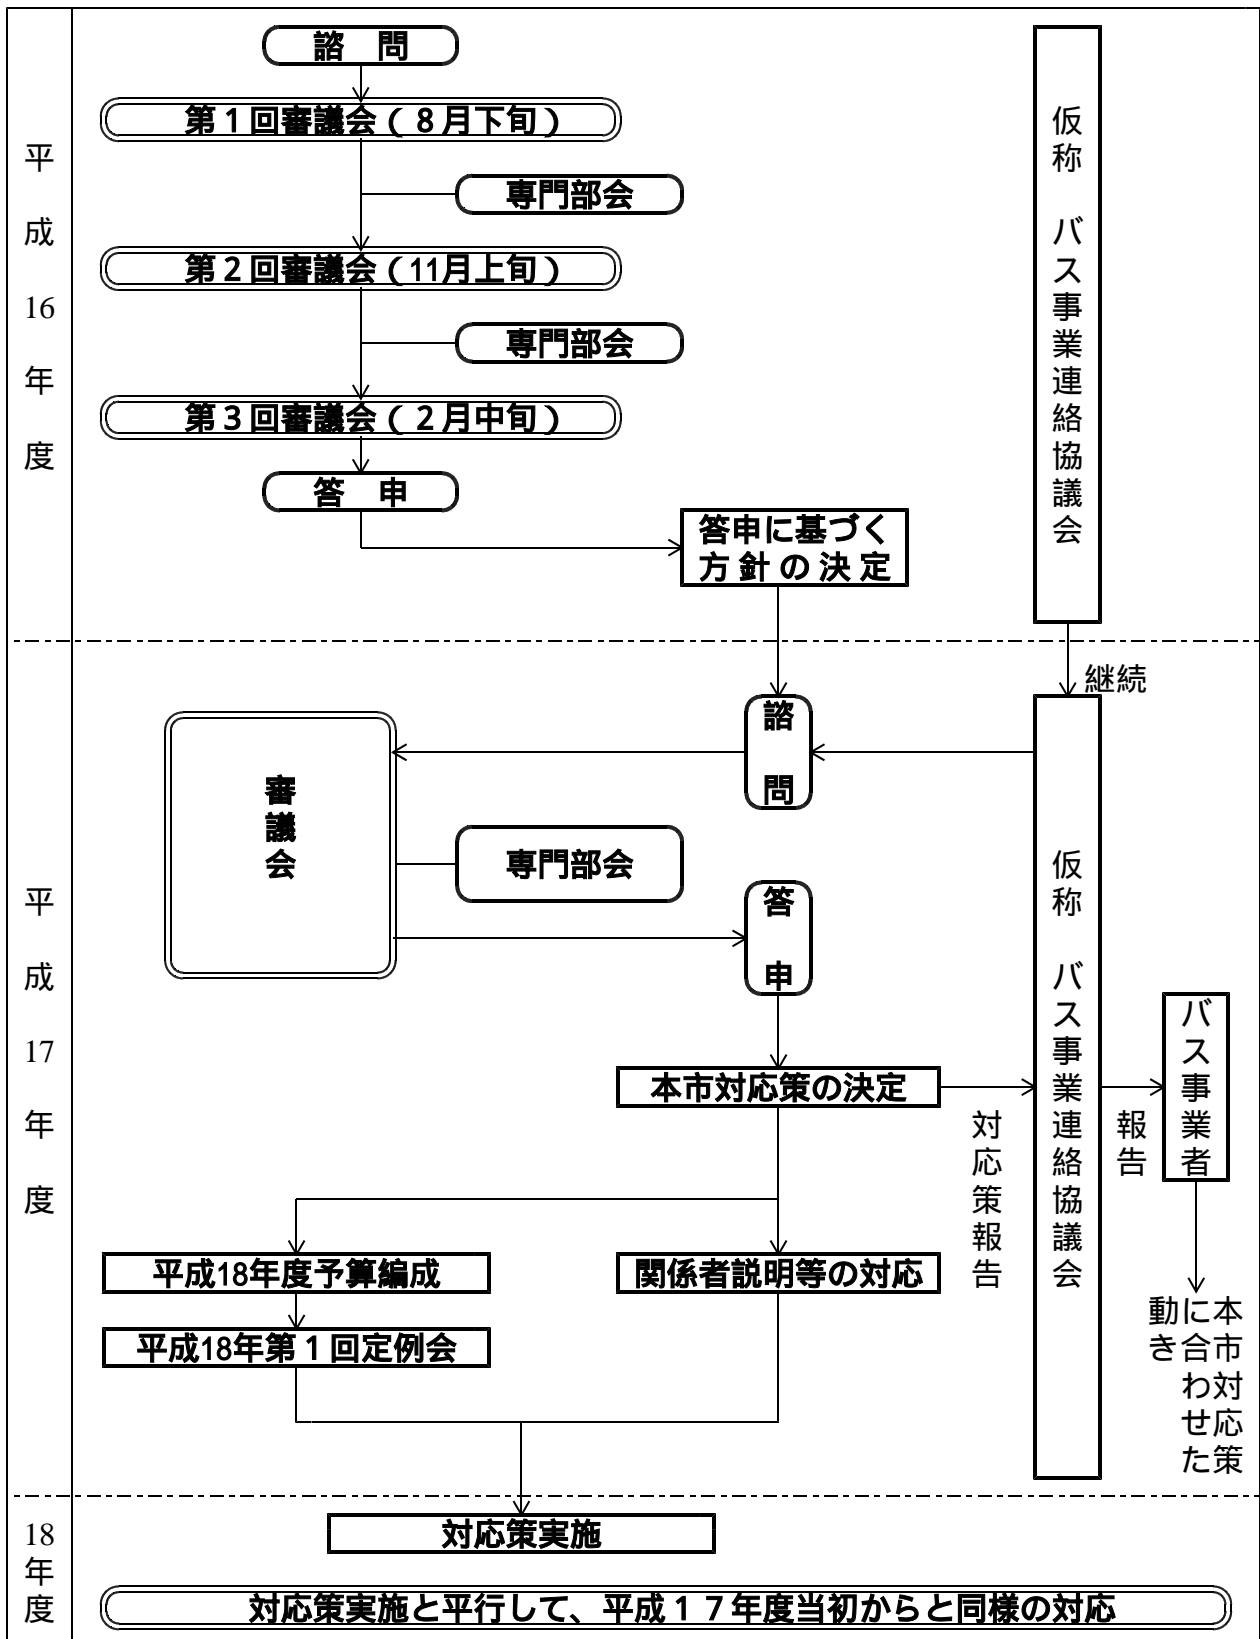 平成16年度
諮　問
第１回審議会（８月下旬）
専門部会
第２回審議会（11月上旬）
専門部会
第３回審議会（２月中旬）
答　申
答申に基づく
方針の決定
仮称　バス事業連絡協議会
継続
平成17年度
諮問
審議会
専門部会
答申
本市対応策の決定
対応策報告
仮称　バス事業連絡協議会
報告
バス事業者
本市対応策
に合わせた
動き
平成18年度予算編成
関係者説明等の対応
平成18年第１回定例会
18年度
対応策実施
対応策実施と平行して、平成１７年度当初からと同様の対応